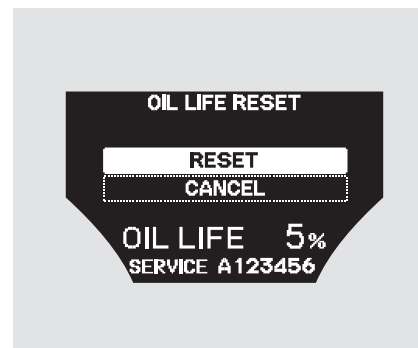 OIL LIFE RESET
RESET
CANCEL
OIL LIFE 5%
SERVICE A123456